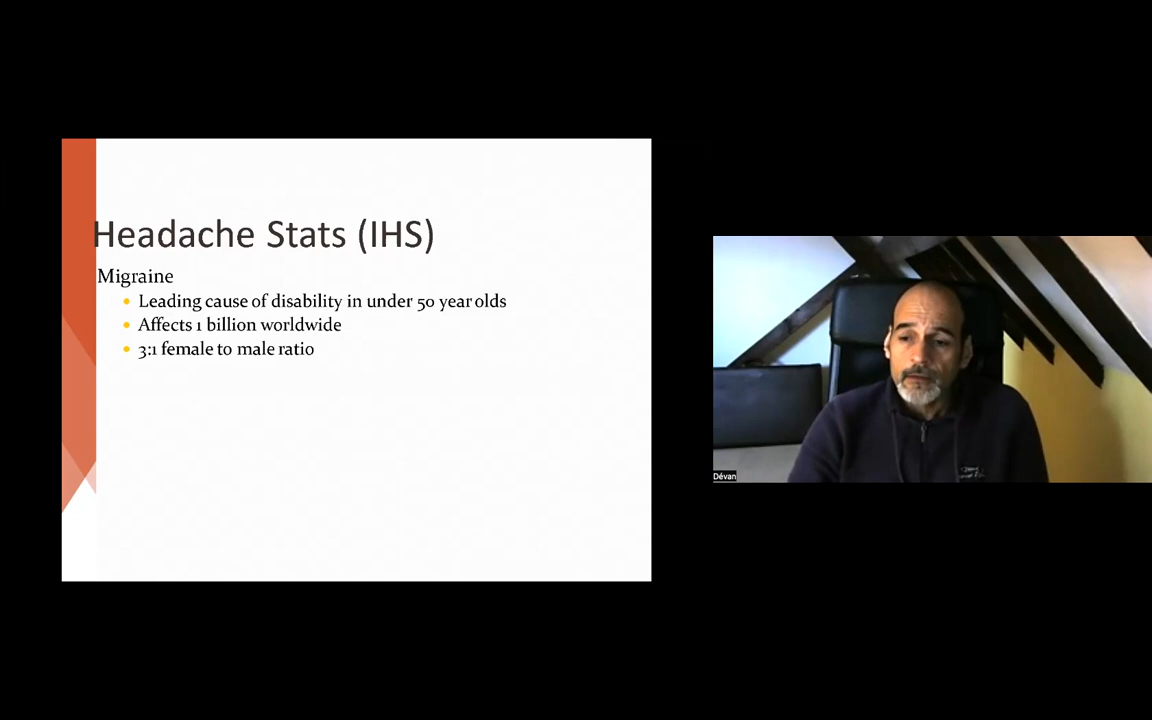 Headache Stats (IHS)
Migraine
Leading cause of disability in under 50 year olds
Affects 1 billion worldwide
3:1 female to male ratio
Dévan